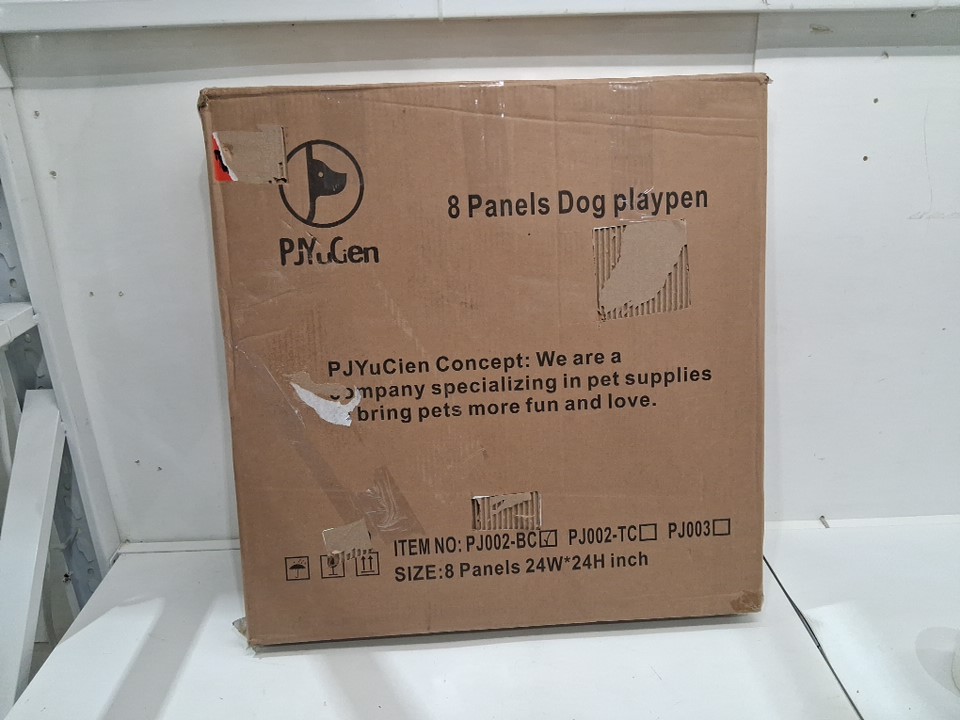 PJYuCien
8 Panels Dog playpen
PJYuCien Concept: We are a
ompany specializing in pet supplies
bring pets more fun and love.
ITEM NO: PJ002-BC☑ PJ002-TC☐ PJ003☐
SIZE:8 Panels 24W*24H inch